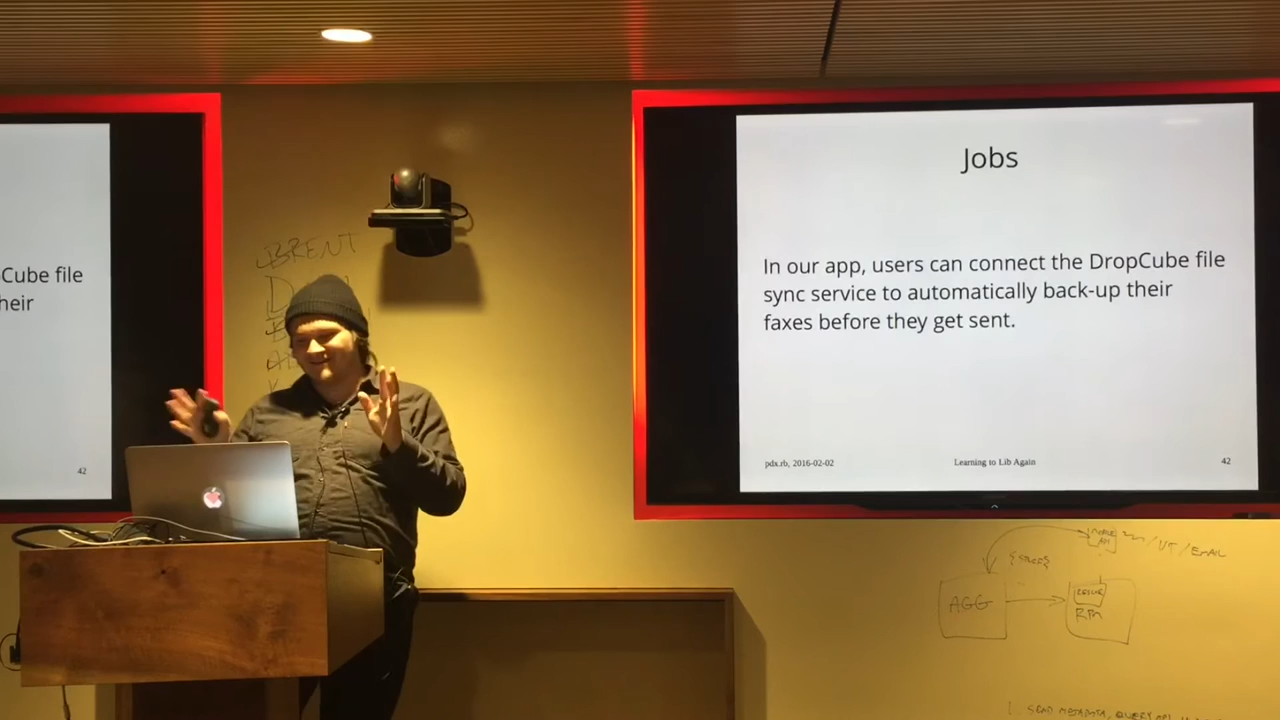 Cube file
heir
42
BRENT
Jobs
In our app, users can connect the DropCube file
sync service to automatically back-up their
faxes before they get sent.
pdx.rb, 2016-02-02
Learning to Lib Again
42
/ EMAIL
AGG